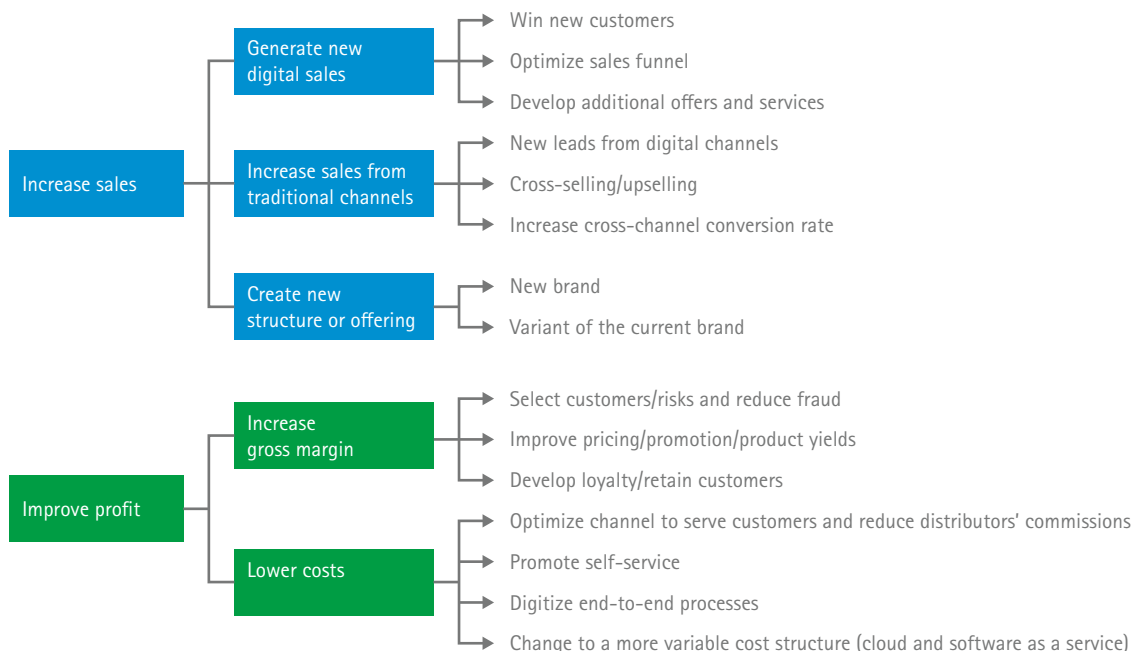 Increase sales
Generate new
digital sales
Win new customers
Optimize sales funnel
Develop additional offers and services
Increase sales from
traditional channels
New leads from digital channels
Cross-selling/upselling
Increase cross-channel conversion rate
Create new
structure or offering
New brand
Variant of the current brand
Improve profit
Increase
gross margin
Select customers/risks and reduce fraud
Improve pricing/promotion/product yields
Develop loyalty/retain customers
Lower costs
Optimize channel to serve customers and reduce distributors' commissions
Promote self-service
Digitize end-to-end processes
Change to a more variable cost structure (cloud and software as a service)